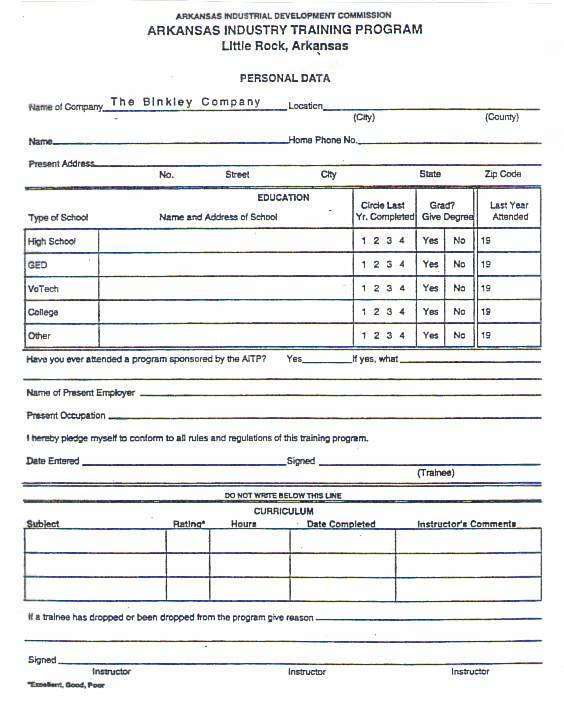 ARKANSAS INDUSTRIAL DEVELOPMENT COMMISSION
ARKANSAS INDUSTRY TRAINING PROGRAM
Little Rock, Arkansas
PERSONAL DATA
Name of Company The Binkley Company Location
(City) (County)
Name Home Phone No.
Present Address
No. Street City State Zip Code
EDUCATION
Type of School Name and Address of School Circle Last Yr. Completed Grad? Give Degree Last Year Attended
High School 1 2 3 4 Yes No 19
GED 1 2 3 4 Yes No 19
VoTech 1 2 3 4 Yes No 19
College 1 2 3 4 Yes No 19
Other 1 2 3 4 Yes No 19
Have you ever attended a program sponsored by the AITP? Yes If yes, what
Name of Present Employer
Present Occupation
I hereby pledge myself to conform to all rules and regulations of this training program.
Date Entered Signed
(Trainee)
DO NOT WRITE BELOW THIS LINE
CURRICULUM
Subject Rating* Hours Date Completed Instructor's Comments
If a trainee has dropped or been dropped from the program give reason
Signed
Instructor Instructor Instructor
*Excellent, Good, Poor